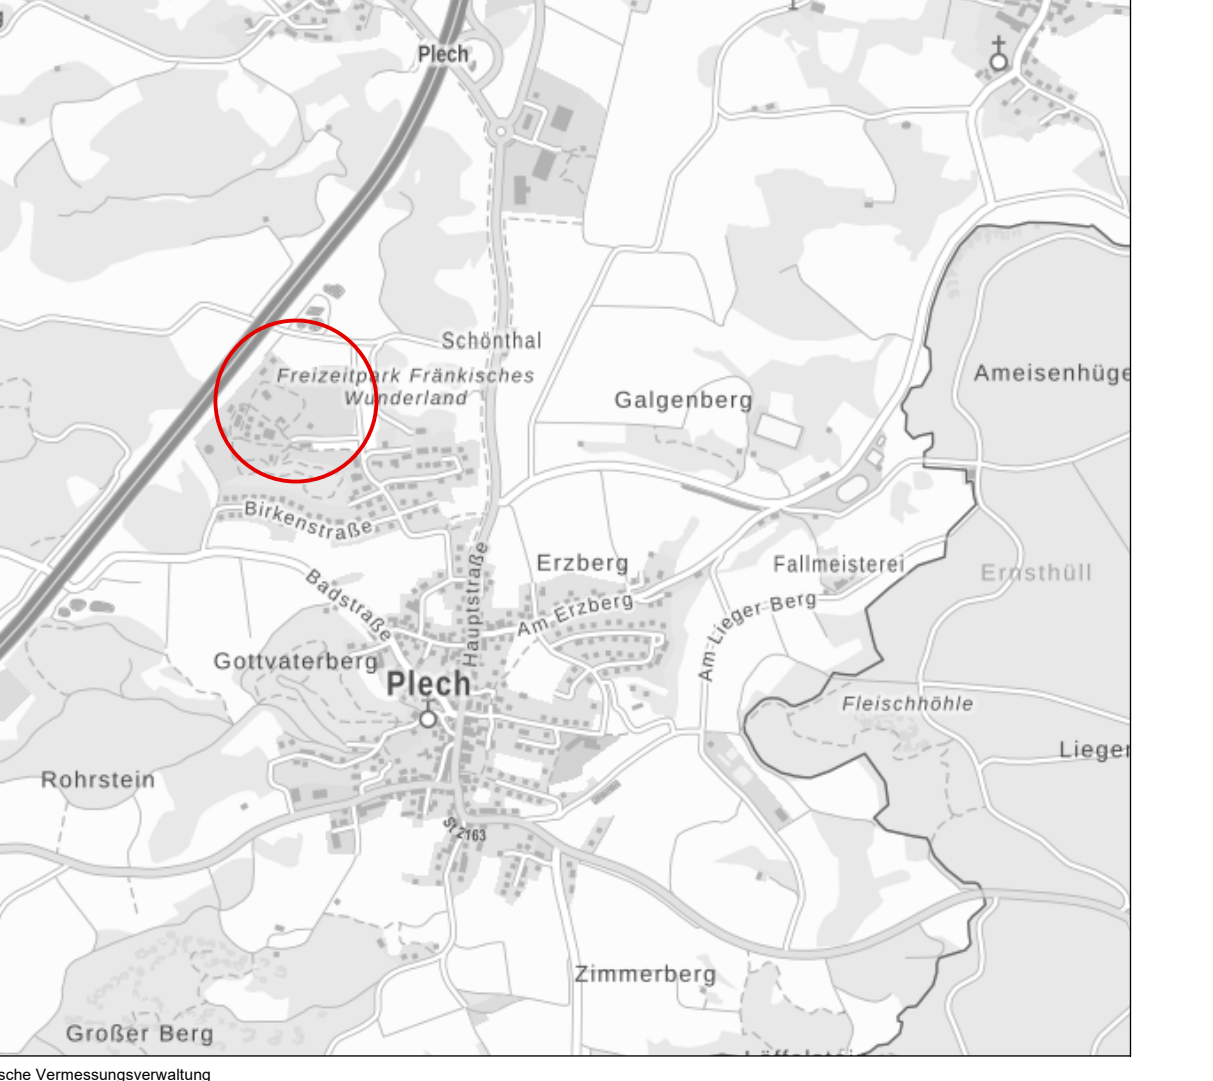 Plech
Schönthal
Freizeitpark Fränkisches
Wunderland
Ameisenhüge
Galgenberg
Birkenstraße
Hauptstraße
Erzberg
Fallmeisterei
Ernsthüll
Badstraße
Am Erzberg
Am-Lieger-Berg
Gottvaterberg
Plech
Fleischhöhle
Lieger
Rohrstein
St 2163
Zimmerberg
Großer Berg
sche Vermessungsverwaltung